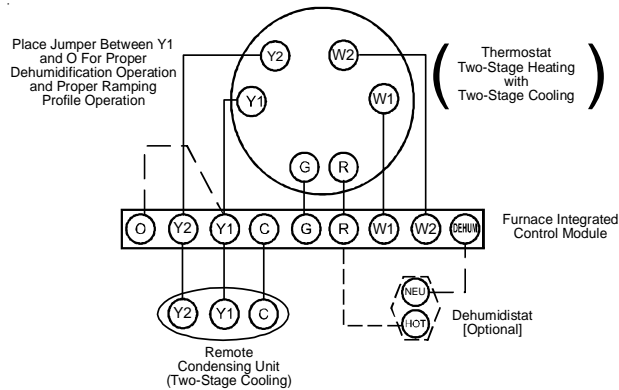 Place Jumper Between Y1
and O For Proper
Dehumidification Operation
and Proper Ramping
Profile Operation
Y2
W2
Thermostat
Two-Stage Heating
with
Two-Stage Cooling
Y1
W1
G
R
O
Y2
Y1
C
G
R
W1
W2
DEHUM
Furnace Integrated
Control Module
NEU
HOT
Dehumidistat
[Optional]
Y2
Y1
C
Remote
Condensing Unit
(Two-Stage Cooling)